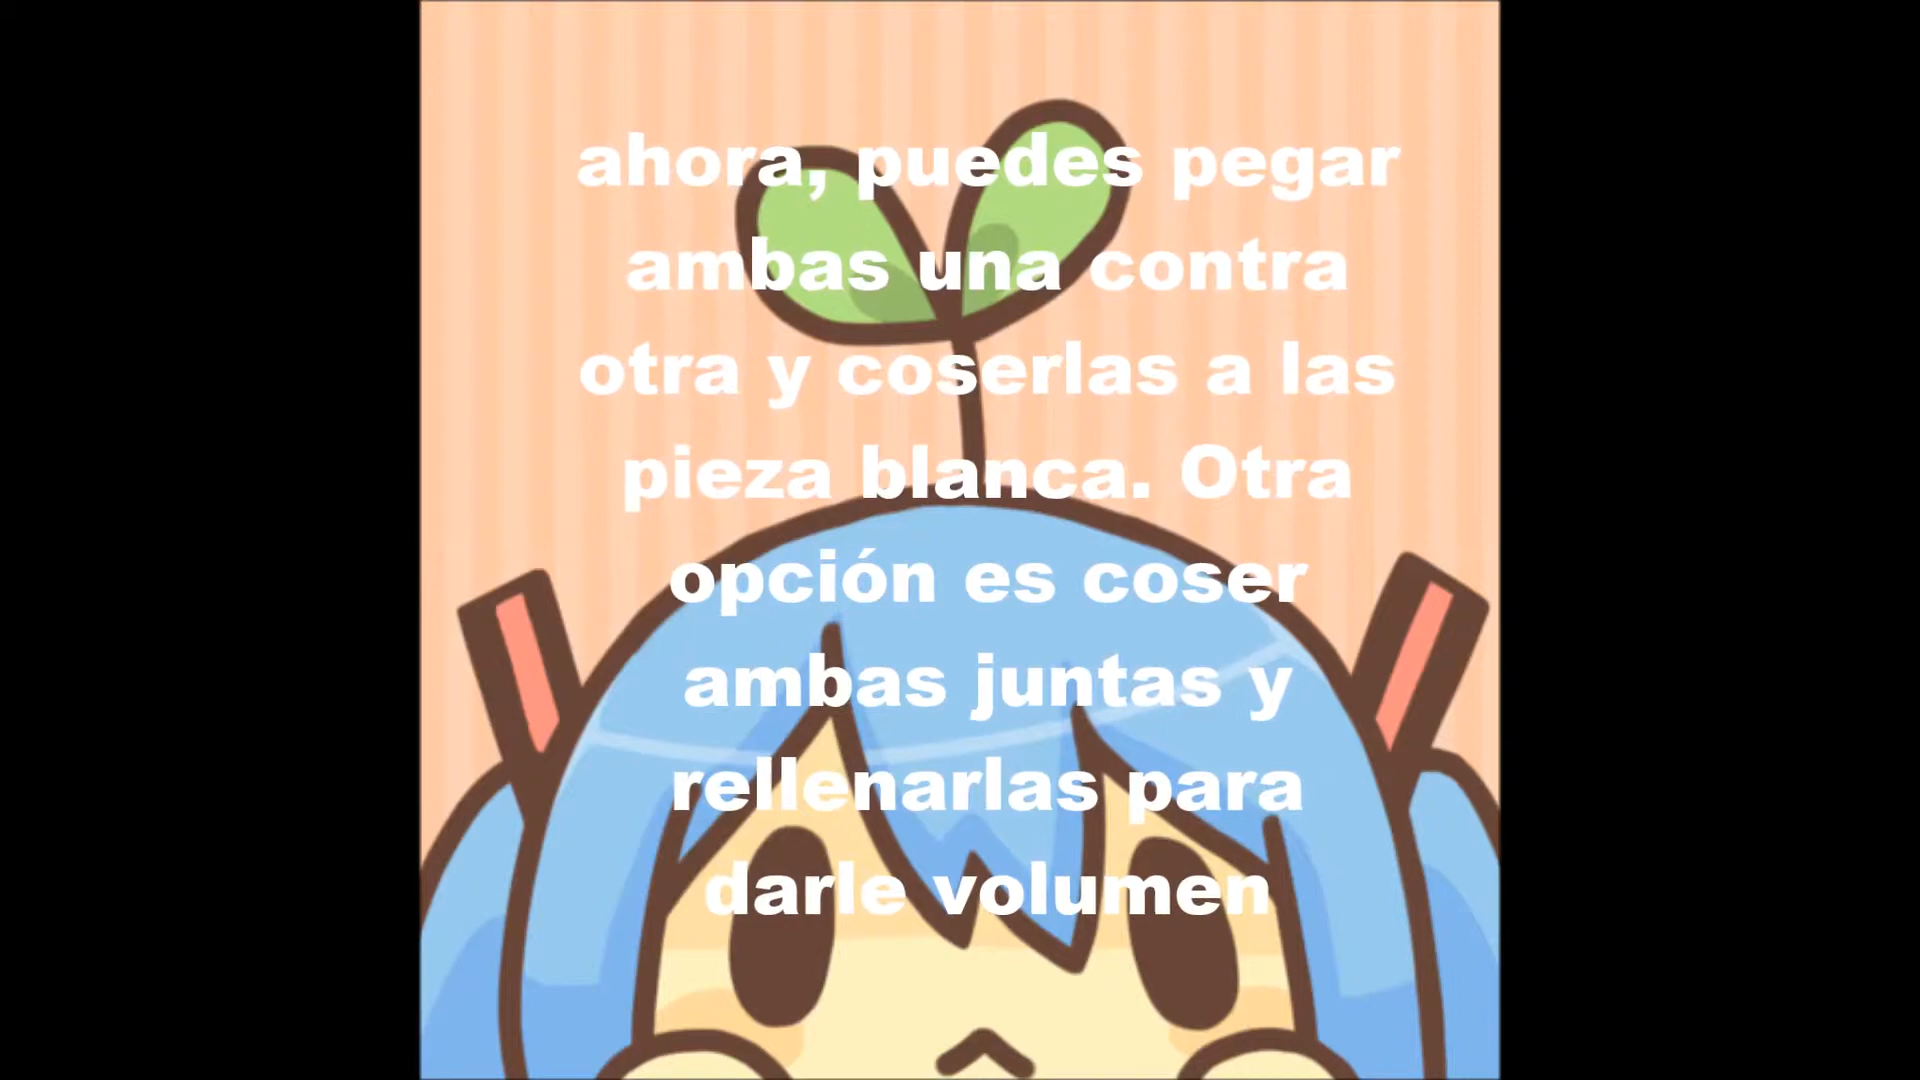 ahora, puedes pegar
ambas una contra
otra y coserlas a las
pieza blanca. Otra
opción es coser
ambas juntas y
rellenarlas para
darle volumen